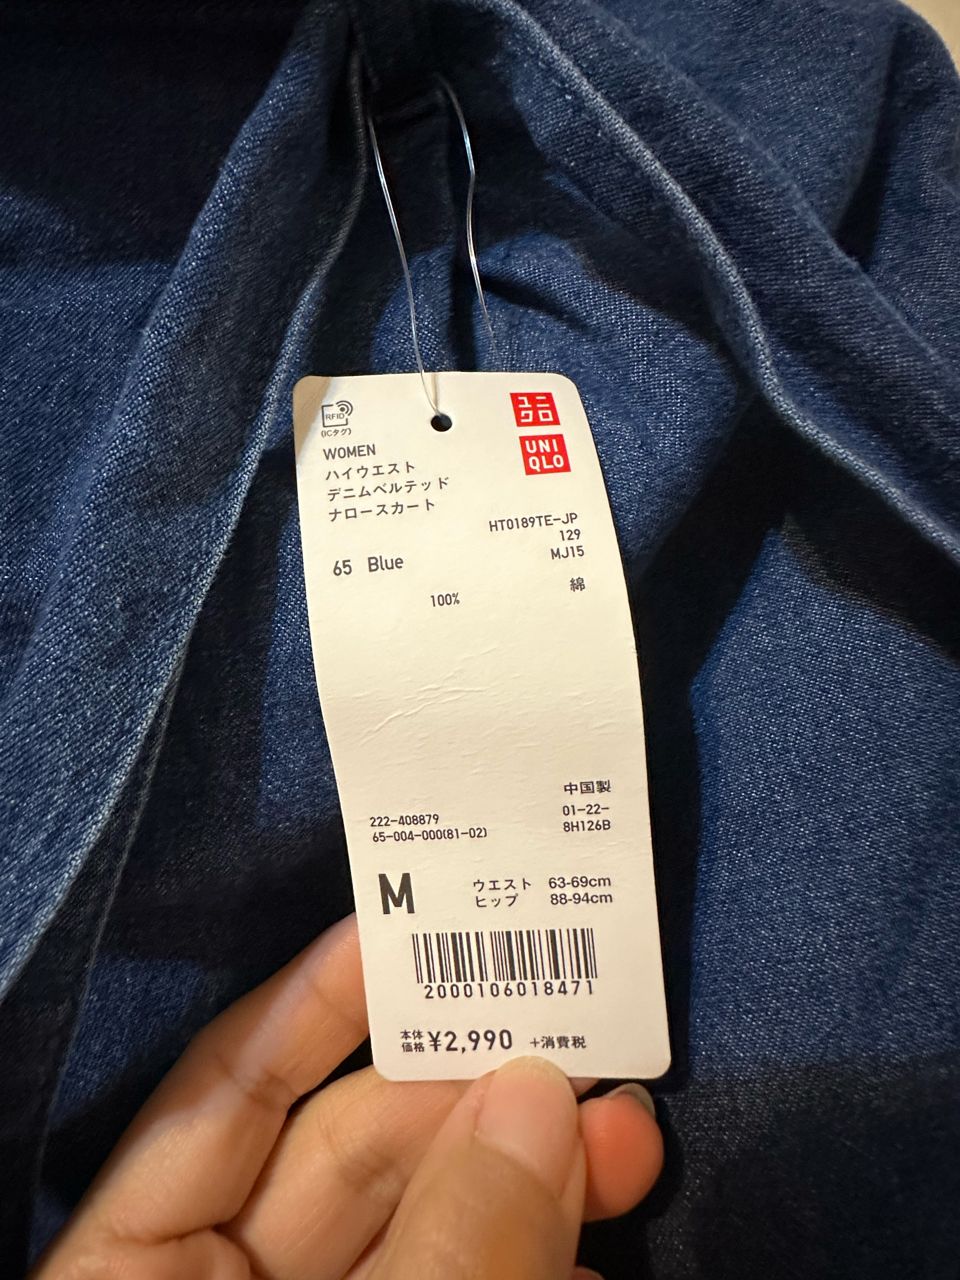 RFID
(ICタグ)
ユニ
クロ
UNI
QLO
WOMEN
ハイウエスト
デニムベルテッド
ナロースカート
HT0189TE-JP
129
MJ15
65 Blue
100% 綿
中国製
222-408879 01-22-
65-004-000(81-02) 8H126B
M
ウエスト 63-69cm
ヒップ 88-94cm
2000106018471
本体
価格 ¥2,990 +消費税